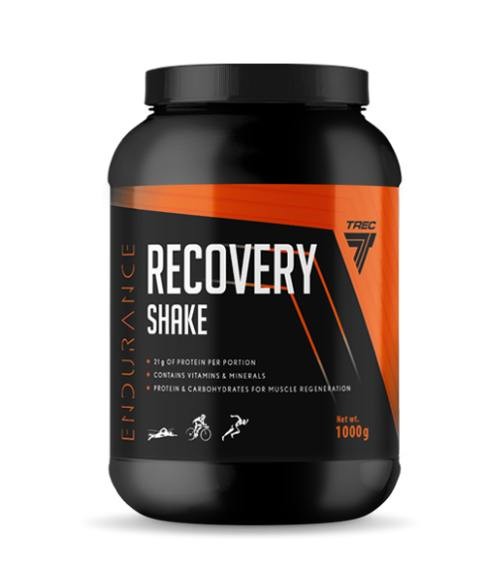 TREC
ENDURANCE
RECOVERY
SHAKE
21g OF PROTEIN PER PORTION
CONTAINS VITAMINS & MINERALS
PROTEIN & CARBOHYDRATES FOR MUSCLE REGENERATION
Net wt.
1000g